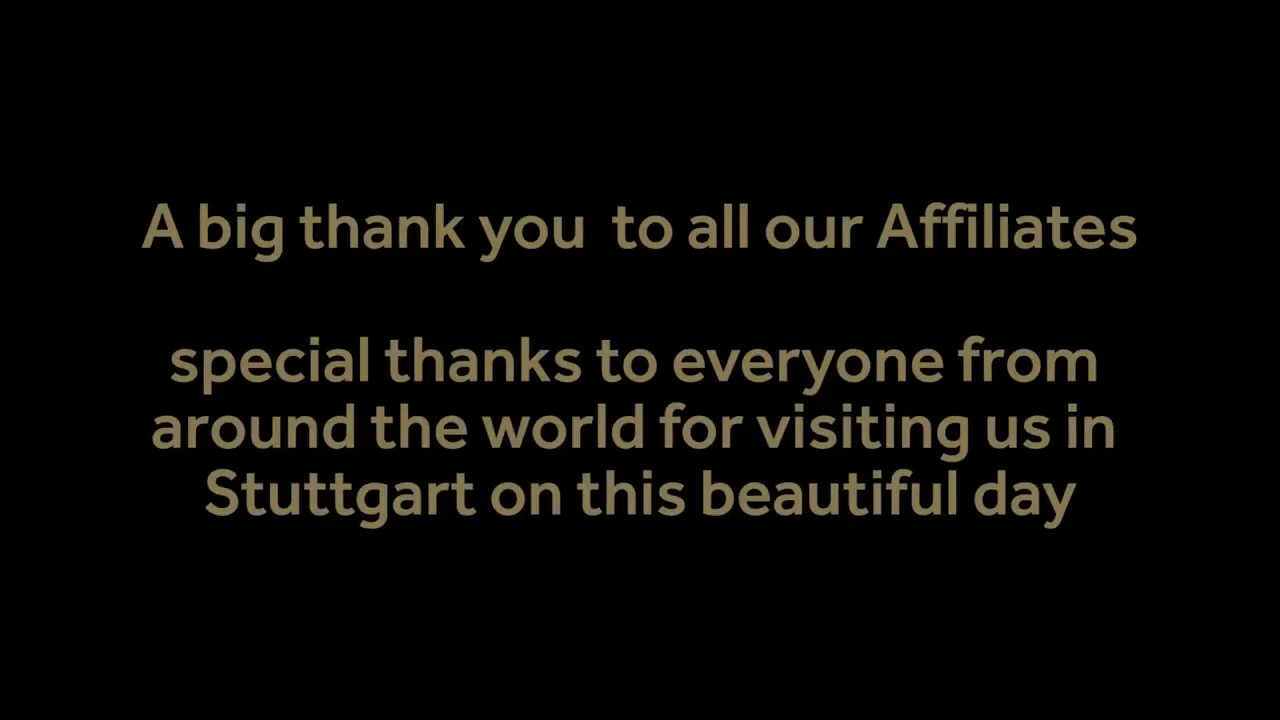 A big thank you  to all our Affiliates
special thanks to everyone from
around the world for visiting us in
Stuttgart on this beautiful day